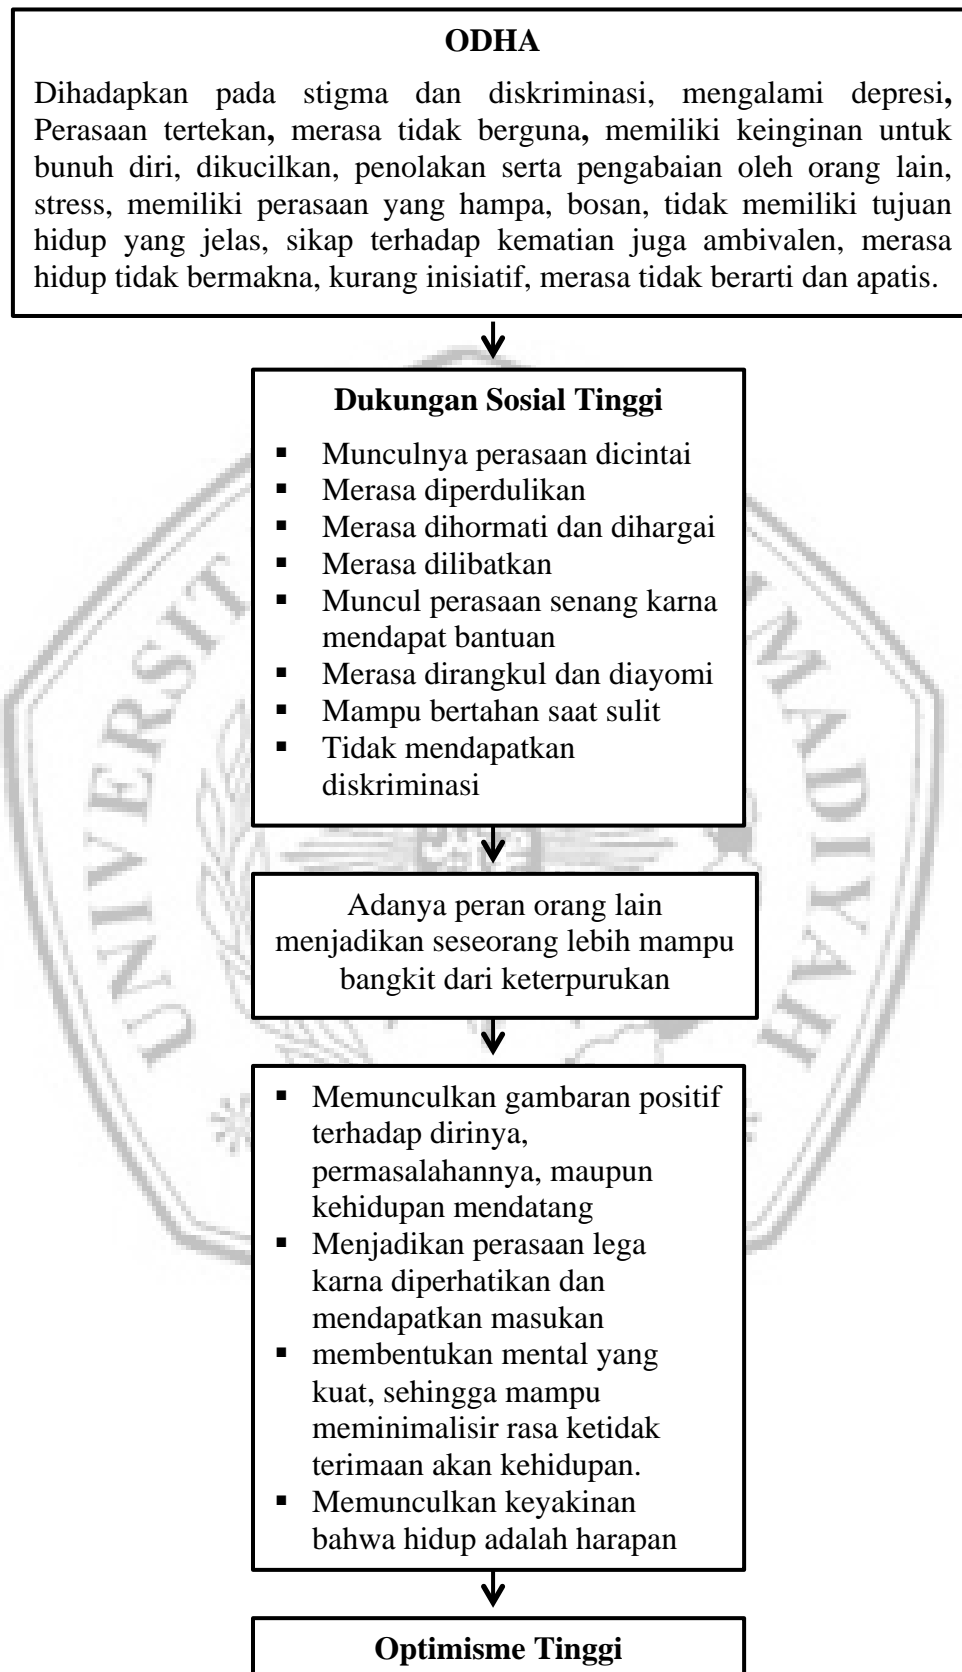 ODHA
Dihadapkan pada stigma dan diskriminasi, mengalami depresi,
Perasaan tertekan, merasa tidak berguna, memiliki keinginan untuk
bunuh diri, dikucilkan, penolakan serta pengabaian oleh orang lain,
stress, memiliki perasaan yang hampa, bosan, tidak memiliki tujuan
hidup yang jelas, sikap terhadap kematian juga ambivalen, merasa
hidup tidak bermakna, kurang inisiatif, merasa tidak berarti dan apatis.
Dukungan Sosial Tinggi
▪ Munculnya perasaan dicintai
▪ Merasa diperdulikan
▪ Merasa dihormati dan dihargai
▪ Merasa dilibatkan
▪ Muncul perasaan senang karna
mendapat bantuan
▪ Merasa dirangkul dan diayomi
▪ Mampu bertahan saat sulit
▪ Tidak mendapatkan
diskriminasi
Adanya peran orang lain
menjadikan seseorang lebih mampu
bangkit dari keterpurukan
▪ Memunculkan gambaran positif
terhadap dirinya,
permasalahannya, maupun
kehidupan mendatang
▪ Menjadikan perasaan lega
karna diperhatikan dan
mendapatkan masukan
▪ membentukan mental yang
kuat, sehingga mampu
meminimalisir rasa ketidak
terimaan akan kehidupan.
▪ Memunculkan keyakinan
bahwa hidup adalah harapan
Optimisme Tinggi